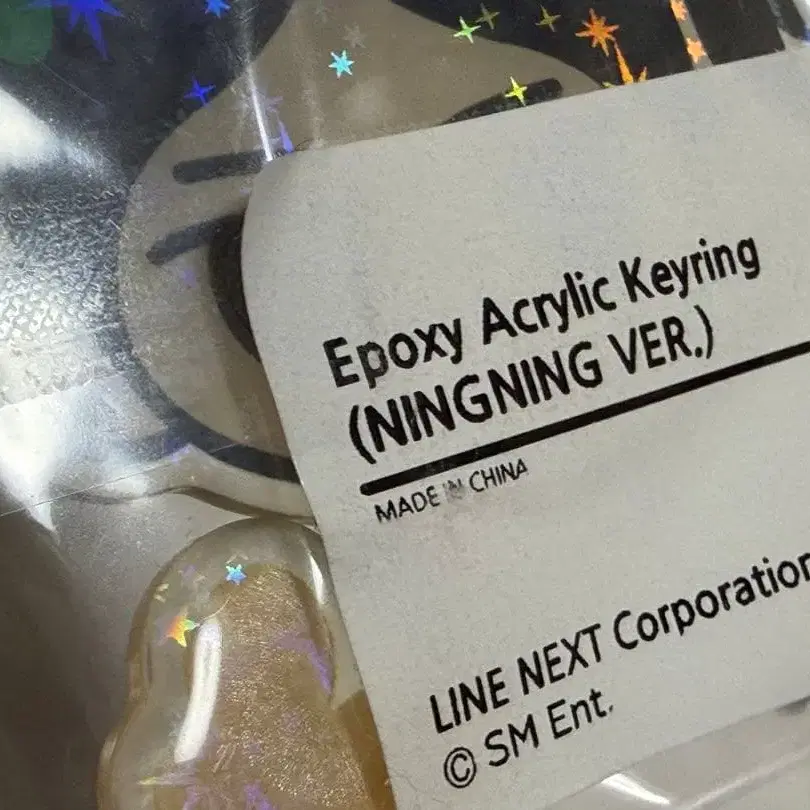 Epoxy Acrylic Keyring
(NINGNING VER.)
MADE IN CHINA
LINE NEXT Corporation
© SM Ent.